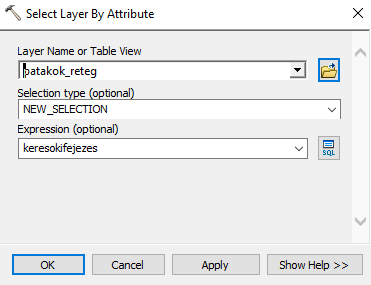 Select Layer By Attribute
Layer Name or Table View
patakok_reteg
Selection type (optional)
NEW_SELECTION
Expression (optional)
keresokifejezes
SQL
OK
Cancel
Apply
Show Help >>